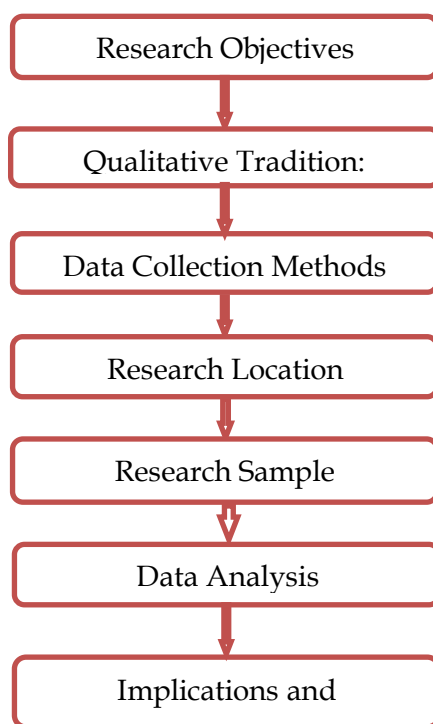 Research Objectives
Qualitative Tradition:
Data Collection Methods
Research Location
Research Sample
Data Analysis
Implications and